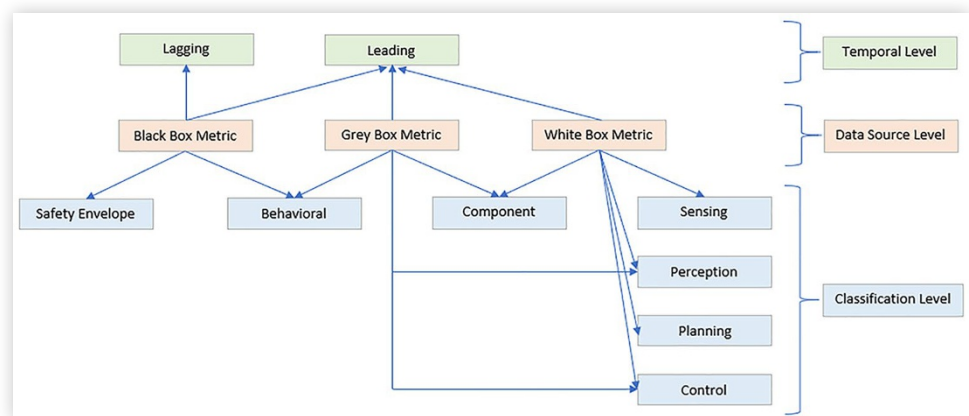 Lagging
Leading
Temporal Level
Black Box Metric
Grey Box Metric
White Box Metric
Data Source Level
Safety Envelope
Behavioral
Component
Sensing
Perception
Classification Level
Planning
Control